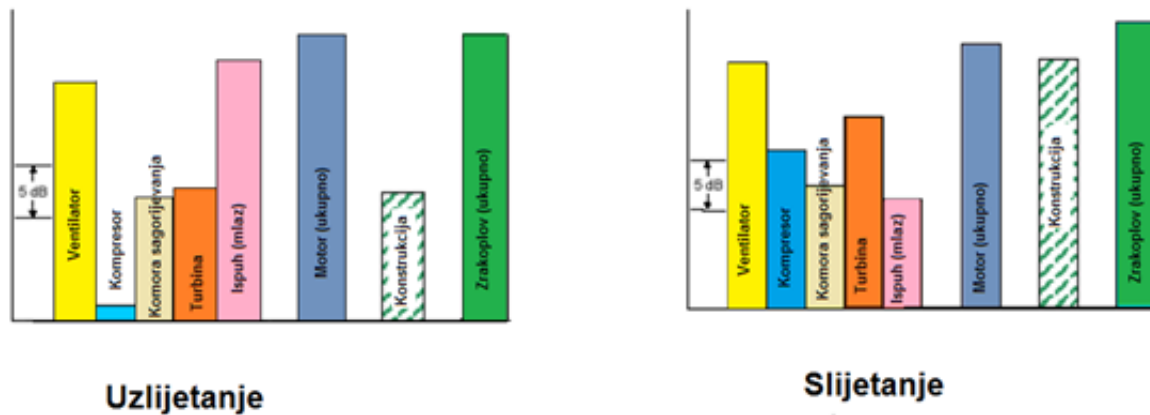 5 dB
Ventilator
Kompresor
Komora sagorijevanja
Turbina
Ispuh (mlaz)
Motor (ukupno)
Konstrukcija
Zrakoplov (ukupno)
Uzlijetanje
5 dB
Ventilator
Kompresor
Komora sagorijevanja
Turbina
Ispuh (mlaz)
Motor (ukupno)
Konstrukcija
Zrakoplov (ukupno)
Slijetanje